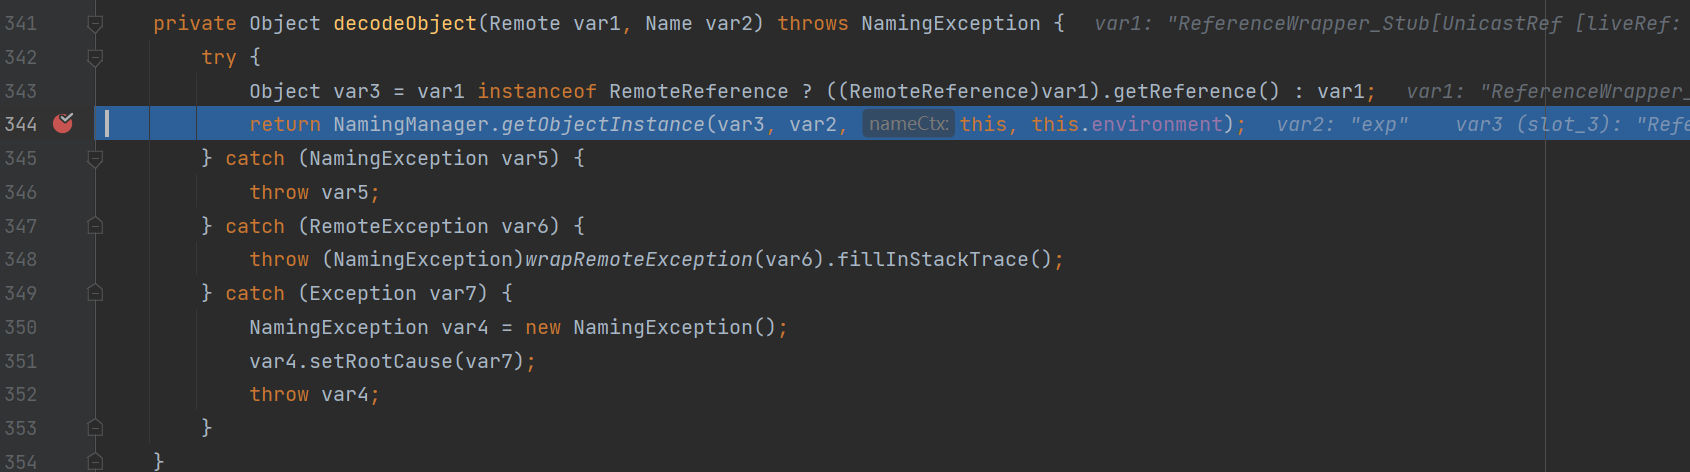 341 private Object decodeObject(Remote var1, Name var2) throws NamingException { var1: "ReferenceWrapper_Stub[UnicastRef [liveRef:
342 try {
343 Object var3 = var1 instanceof RemoteReference ? ((RemoteReference)var1).getReference() : var1; var1: "ReferenceWrapper_
344 return NamingManager.getObjectInstance(var3, var2, nameCtx: this, this.environment); var2: "exp" var3 (slot_3): "Refe
345 } catch (NamingException var5) {
346 throw var5;
347 } catch (RemoteException var6) {
348 throw (NamingException)wrapRemoteException(var6).fillInStackTrace();
349 } catch (Exception var7) {
350 NamingException var4 = new NamingException();
351 var4.setRootCause(var7);
352 throw var4;
353 }
354 }